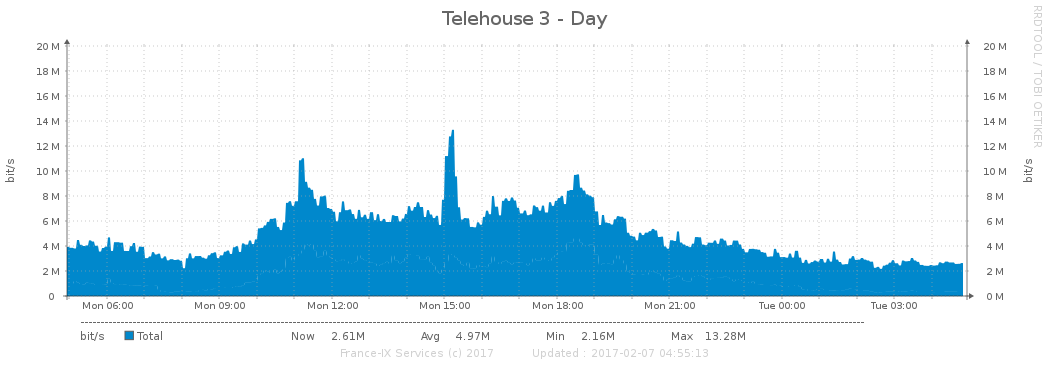 Telehouse 3 - Day
RRDTOOL / TOBI OETIKER
bit/s
bit/s
20 M 20 M
18 M 18 M
16 M 16 M
14 M 14 M
12 M 12 M
10 M 10 M
8 M 8 M
6 M 6 M
4 M 4 M
2 M 2 M
0 0 M
Mon 06:00 Mon 09:00 Mon 12:00 Mon 15:00 Mon 18:00 Mon 21:00 Tue 00:00 Tue 03:00
bit/s Total Now 2.61M Avg 4.97M Min 2.16M Max 13.28M
France-IX Services (c) 2017 Updated : 2017-02-07 04:55:13